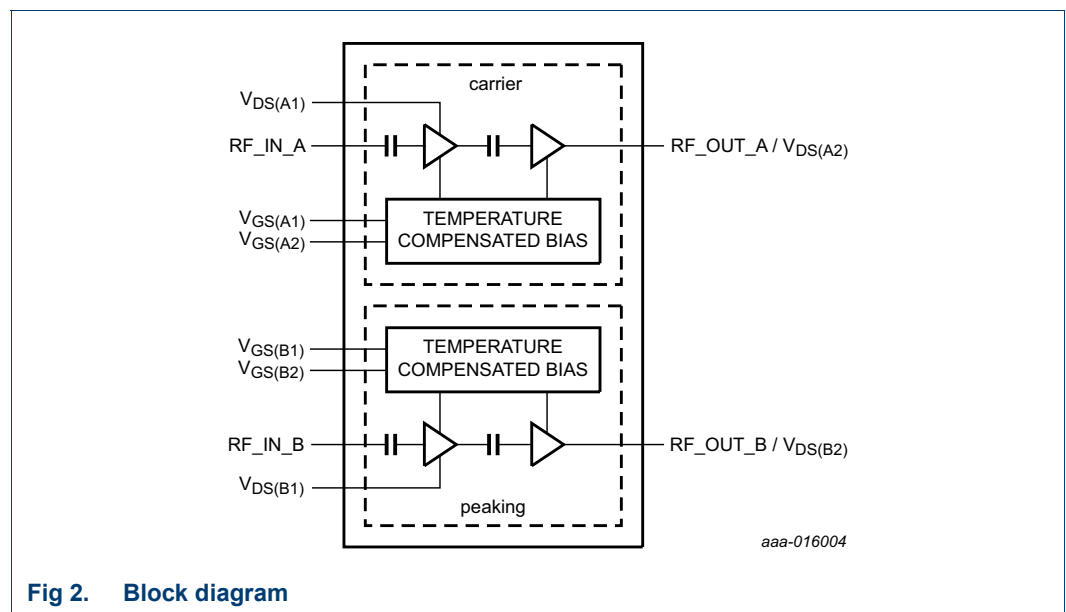 carrier
VDS(A1)
RF_IN_A
RF_OUT_A / VDS(A2)
VGS(A1)
VGS(A2)
TEMPERATURE
COMPENSATED BIAS
VGS(B1)
VGS(B2)
TEMPERATURE
COMPENSATED BIAS
RF_IN_B
RF_OUT_B / VDS(B2)
VDS(B1)
peaking
aaa-016004
Fig 2. Block diagram